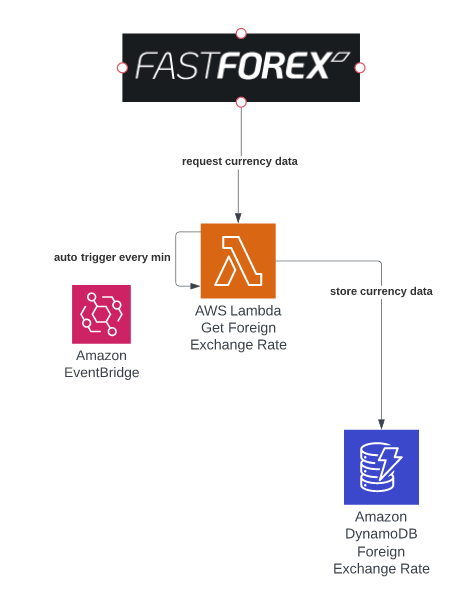 FASTFOREX
request currency data
auto trigger every min
AWS Lambda
Get Foreign
Exchange Rate
Amazon
EventBridge
store currency data
Amazon
DynamoDB
Foreign
Exchange Rate